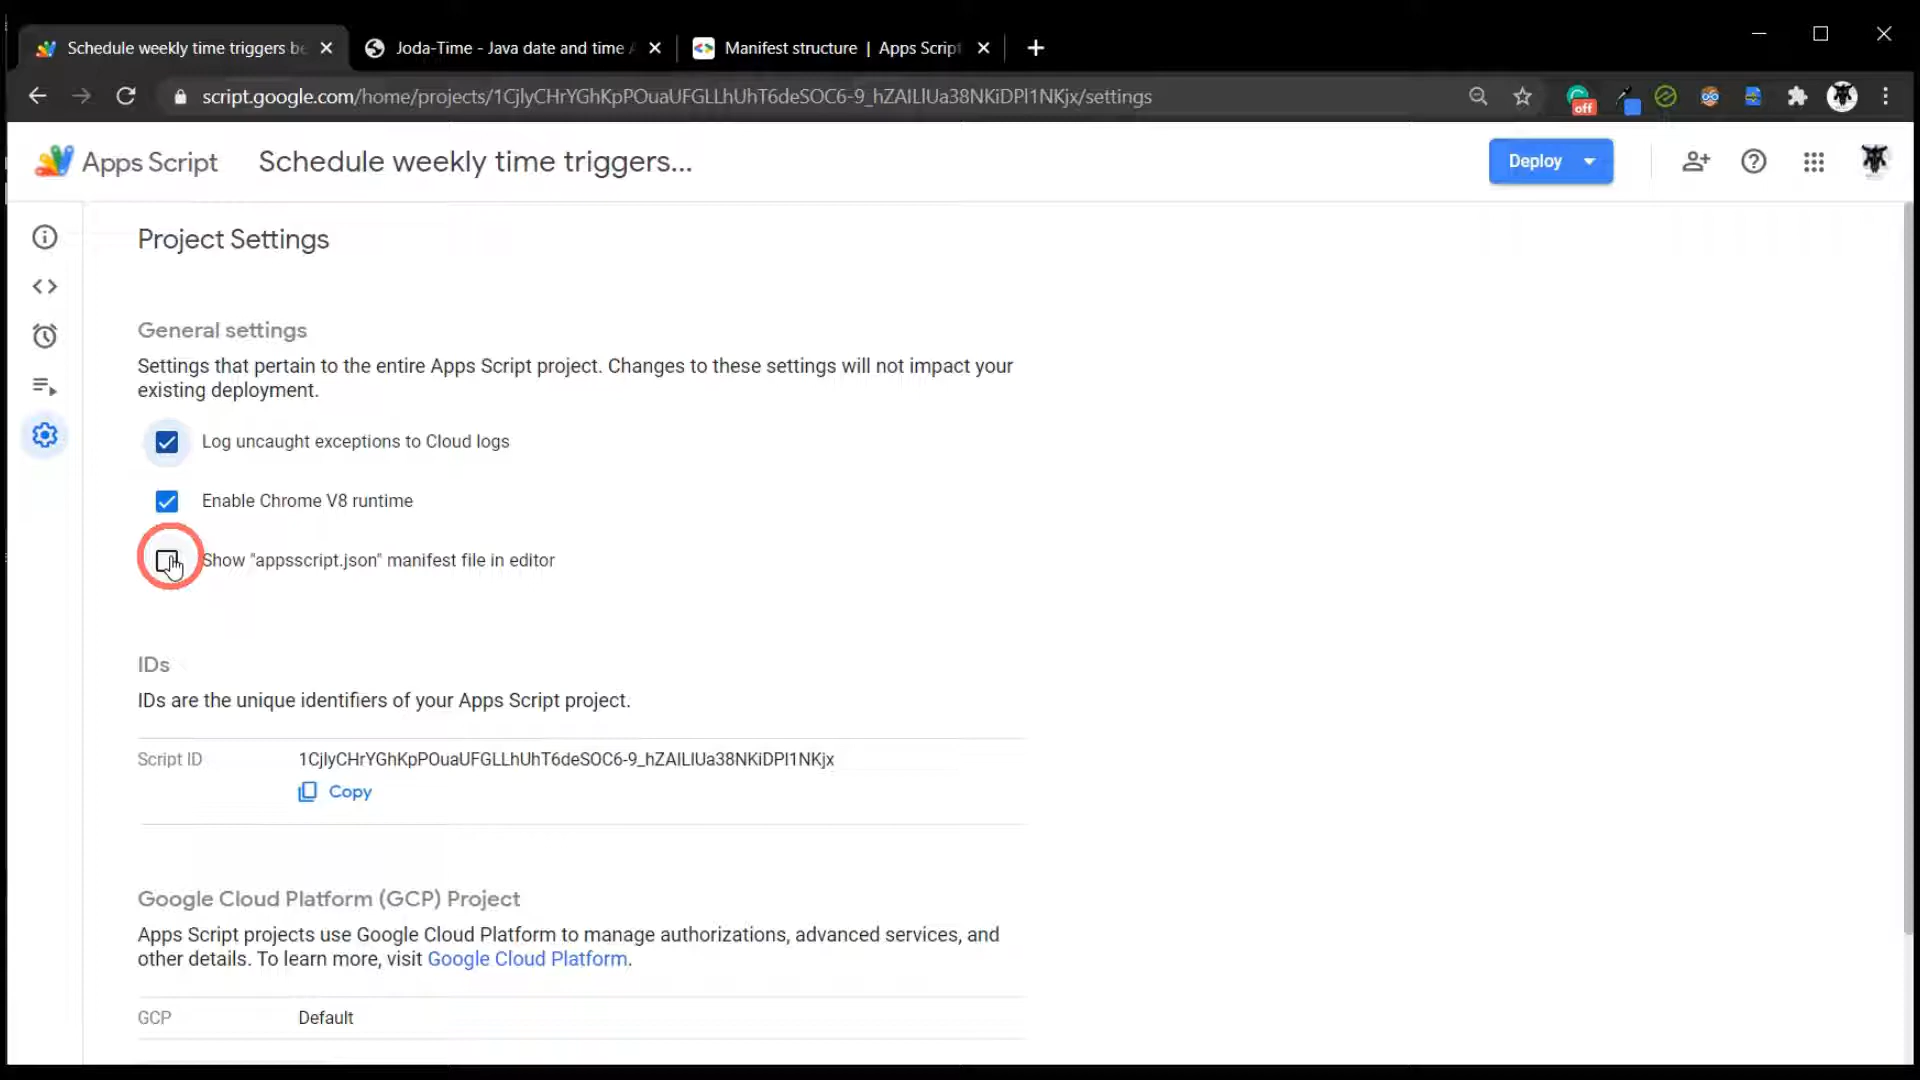 Schedule weekly time triggers be
Joda-Time - Java date and time A
Manifest structure | Apps Script
script.google.com/home/projects/1CjlyCHrYGhKpPOuaUFGLLhUhT6deSOC6-9_hZAILIUa38NKiDPl1NKjx/settings
off
Apps Script
Schedule weekly time triggers...
Deploy
Project Settings
General settings
Settings that pertain to the entire Apps Script project. Changes to these settings will not impact your
existing deployment.
Log uncaught exceptions to Cloud logs
Enable Chrome V8 runtime
Show "appsscript.json" manifest file in editor
IDs
IDs are the unique identifiers of your Apps Script project.
Script ID
1CjlyCHrYGhKpPOuaUFGLLhUhT6deSOC6-9_hZAILIUa38NKiDPl1NKjx
Copy
Google Cloud Platform (GCP) Project
Apps Script projects use Google Cloud Platform to manage authorizations, advanced services, and
other details. To learn more, visit Google Cloud Platform.
GCP
Default